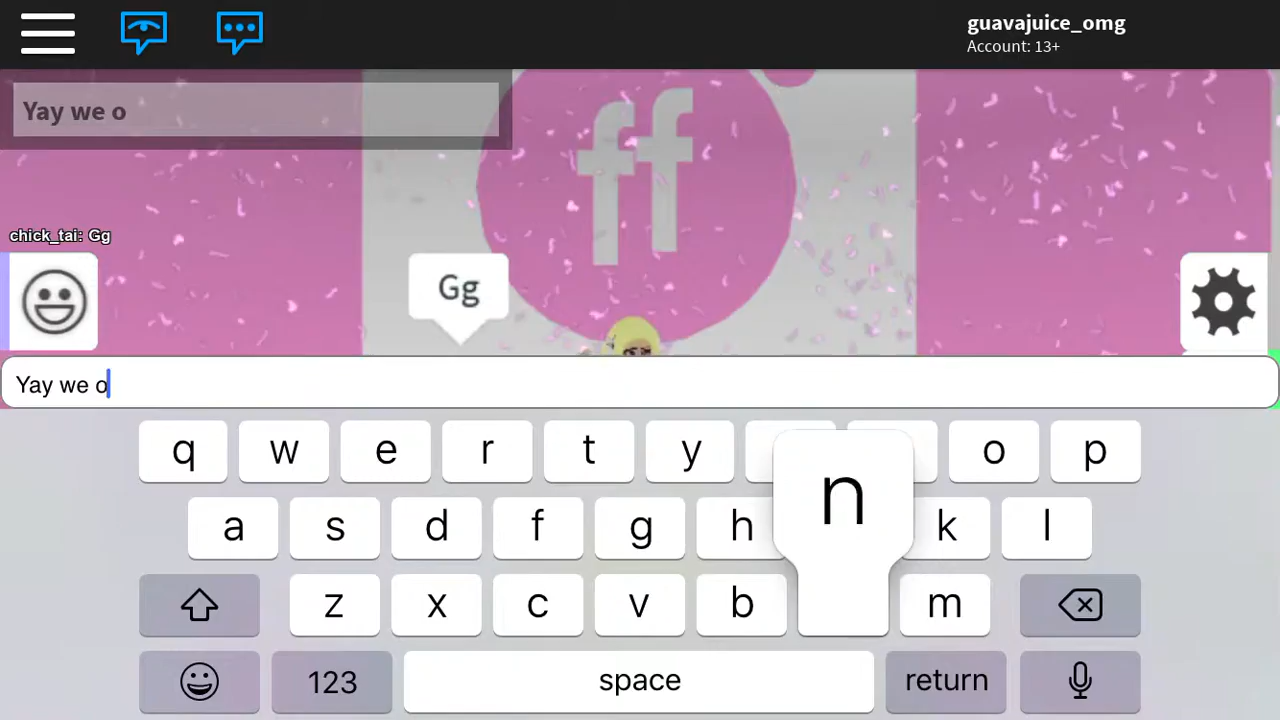 guavajuice_omg
Account: 13+
Yay we o
ff
chick_tai: Gg
Gg
Yay we o
q w e r t y o p
a s d f g h k l
z x c v b n m
123 space return